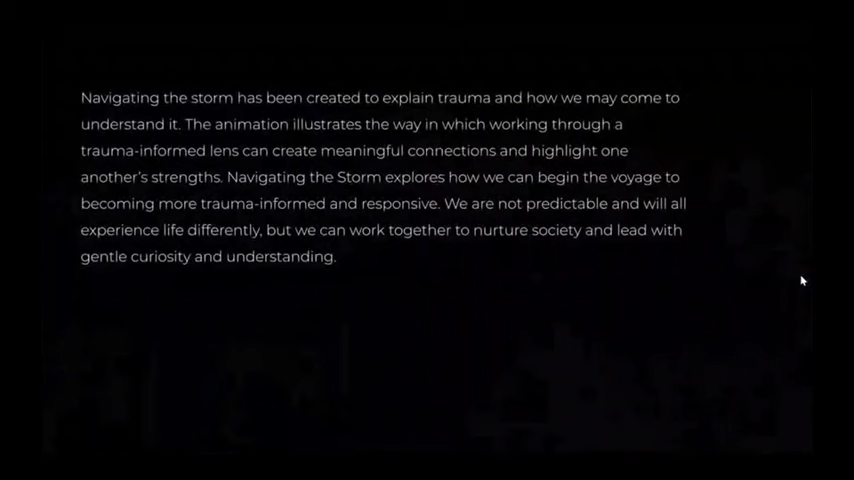 Navigating the storm has been created to explain trauma and how we may come to
understand it. The animation illustrates the way in which working through a
trauma-informed lens can create meaningful connections and highlight one
another's strengths. Navigating the Storm explores how we can begin the voyage to
becoming more trauma-informed and responsive. We are not predictable and will all
experience life differently, but we can work together to nurture society and lead with
gentle curiosity and understanding.